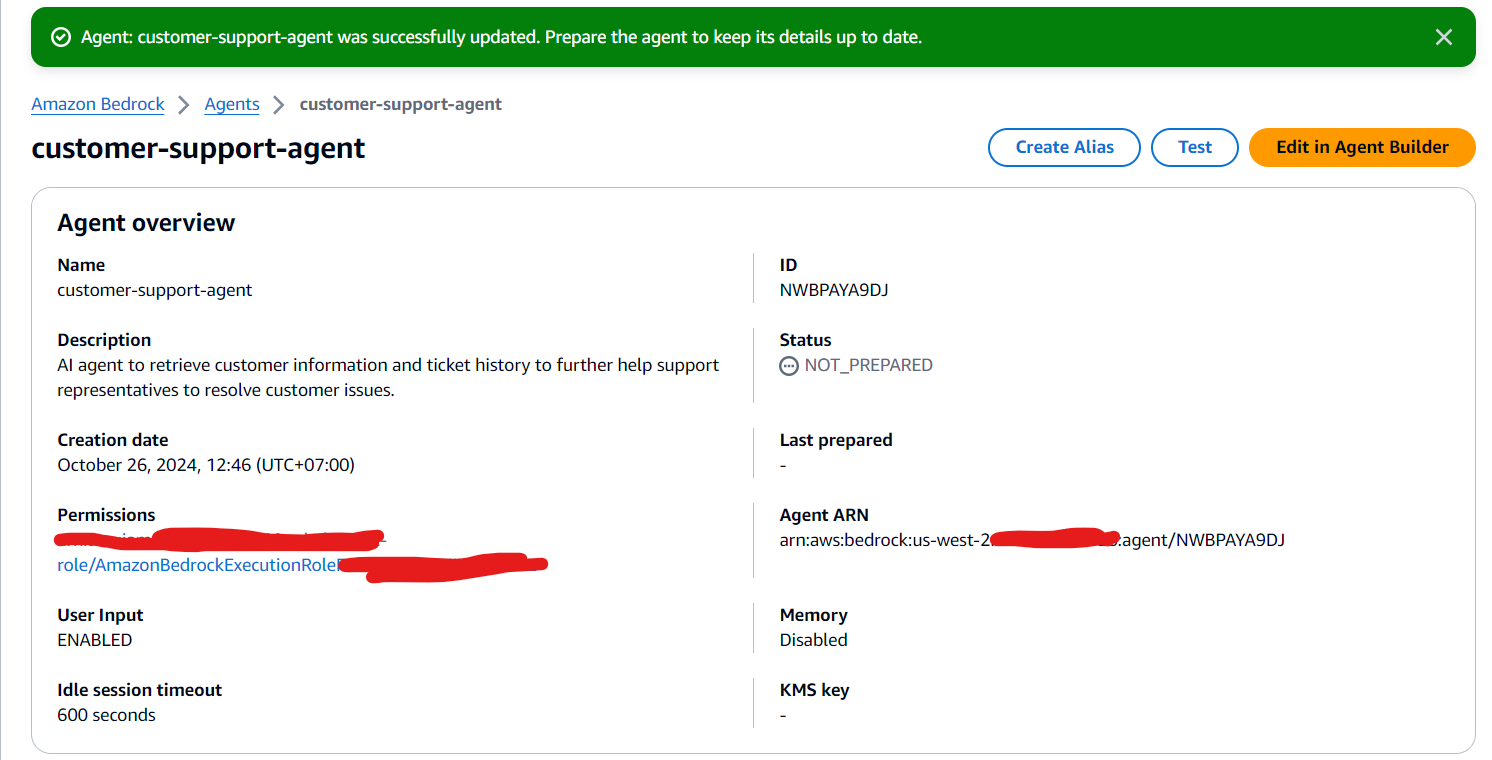 Agent: customer-support-agent was successfully updated. Prepare the agent to keep its details up to date.
Amazon Bedrock > Agents > customer-support-agent
customer-support-agent
Create Alias
Test
Edit in Agent Builder
Agent overview
Name
customer-support-agent
ID
NWBPAYA9DJ
Description
AI agent to retrieve customer information and ticket history to further help support
representatives to resolve customer issues.
Status
NOT_PREPARED
Creation date
October 26, 2024, 12:46 (UTC+07:00)
Last prepared
-
Permissions
role/AmazonBedrockExecutionRole
Agent ARN
arn:aws:bedrock:us-west-2 :agent/NWBPAYA9DJ
User Input
ENABLED
Memory
Disabled
Idle session timeout
600 seconds
KMS key
-